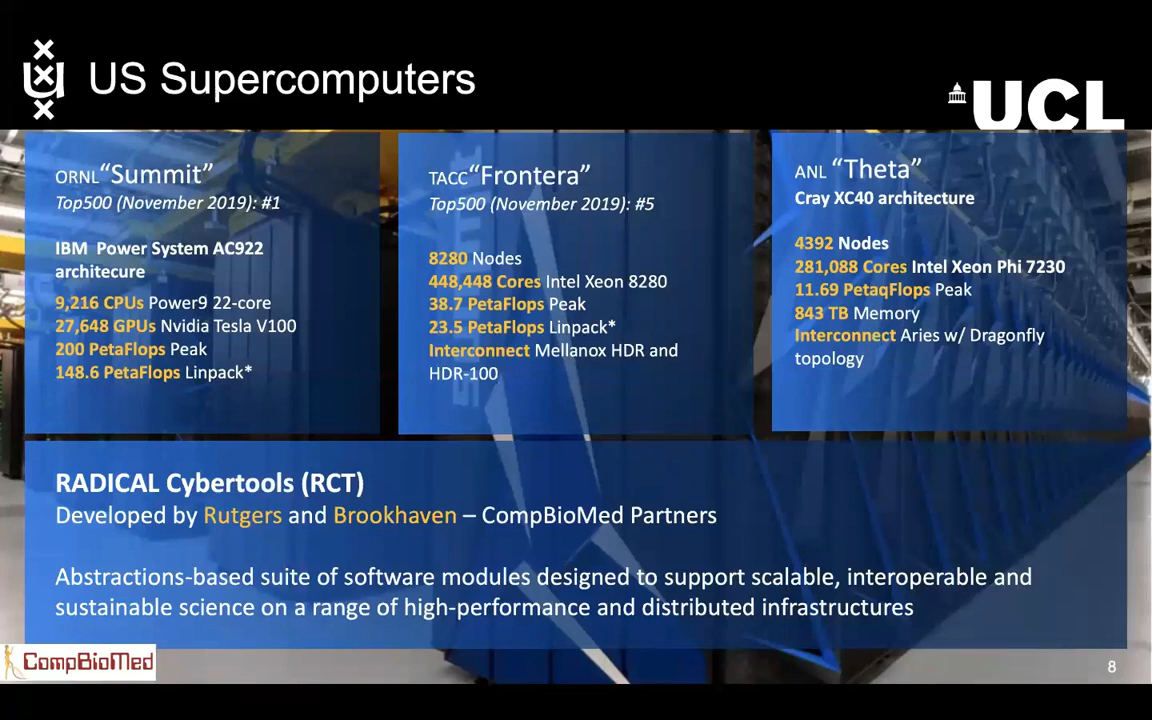 US Supercomputers
UCL
ORNL“Summit”
Top500 (November 2019): #1
IBM Power System AC922
architecure
9,216 CPUs Power9 22-core
27,648 GPUs Nvidia Tesla V100
200 PetaFlops Peak
148.6 PetaFlops Linpack*
TACC“Frontera”
Top500 (November 2019): #5
8280 Nodes
448,448 Cores Intel Xeon 8280
38.7 PetaFlops Peak
23.5 PetaFlops Linpack*
Interconnect Mellanox HDR and
HDR-100
ANL “Theta”
Cray XC40 architecture
4392 Nodes
281,088 Cores Intel Xeon Phi 7230
11.69 PetaqFlops Peak
843 TB Memory
Interconnect Aries w/ Dragonfly
topology
RADICAL Cybertools (RCT)
Developed by Rutgers and Brookhaven – CompBioMed Partners
Abstractions-based suite of software modules designed to support scalable, interoperable and
sustainable science on a range of high-performance and distributed infrastructures
CompBioMed
8